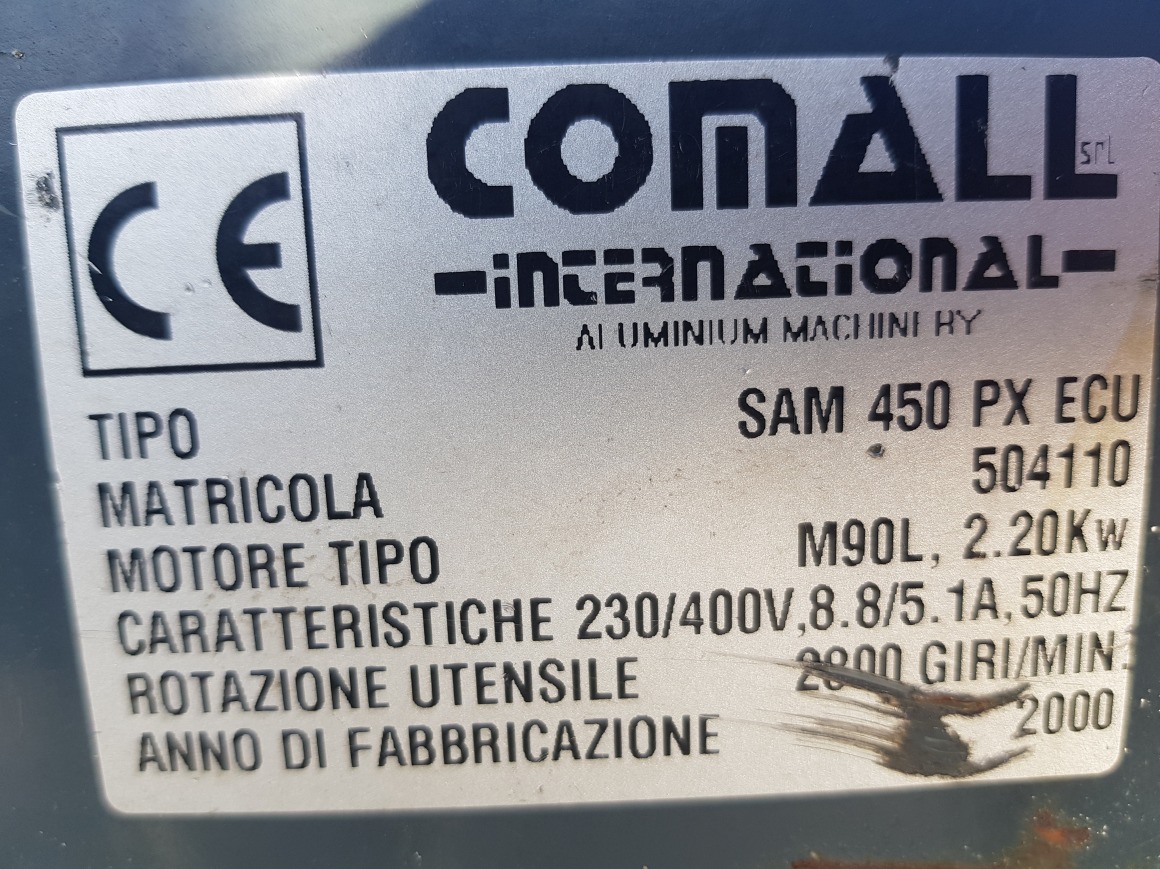 CE
COMALL srl
INTERNATIONAL
ALUMINIUM MACHINERY
TIPO SAM 450 PX ECU
MATRICOLA 504110
MOTORE TIPO M90L, 2.20Kw
CARATTERISTICHE 230/400V,8.8/5.1A,50HZ
ROTAZIONE UTENSILE 2800 GIRI/MIN.
ANNO DI FABBRICAZIONE 2000